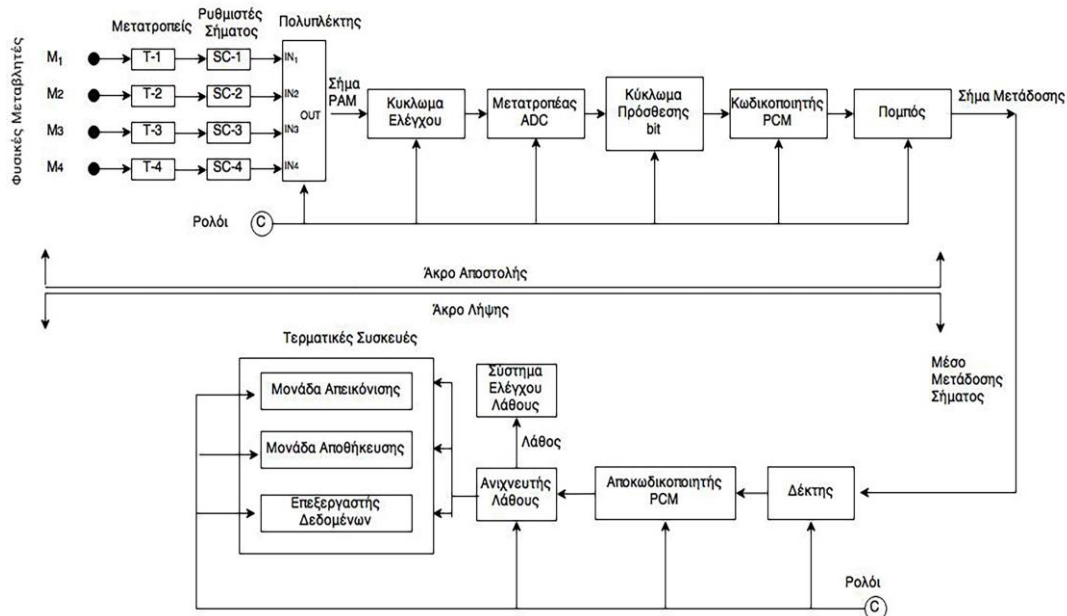 Μετατροπείς
Ρυθμιστές
Σήματος
Πολυπλέκτης
Φυσικές Μεταβλητές
M1
T-1
SC-1
IN1
M2
T-2
SC-2
IN2
M3
T-3
SC-3
IN3
M4
T-4
SC-4
IN4
OUT
Σήμα
PAM
Κυκλωμα
Ελέγχου
Μετατροπέας
ADC
Κύκλωμα
Πρόσθεσης
bit
Κωδικοποιητής
PCM
Πομπός
Σήμα Μετάδοσης
Ρολόι
C
Άκρο Αποστολής
Άκρο Λήψης
Τερματικές Συσκευές
Μονάδα Απεικόνισης
Μονάδα Αποθήκευσης
Επεξεργαστής
Δεδομένων
Σύστημα
Ελέγχου
Λάθους
Λάθος
Ανιχνευτής
Λάθους
Αποκωδικοποιητής
PCM
Δέκτης
Μέσο
Μετάδοσης
Σήματος
Ρολόι
C